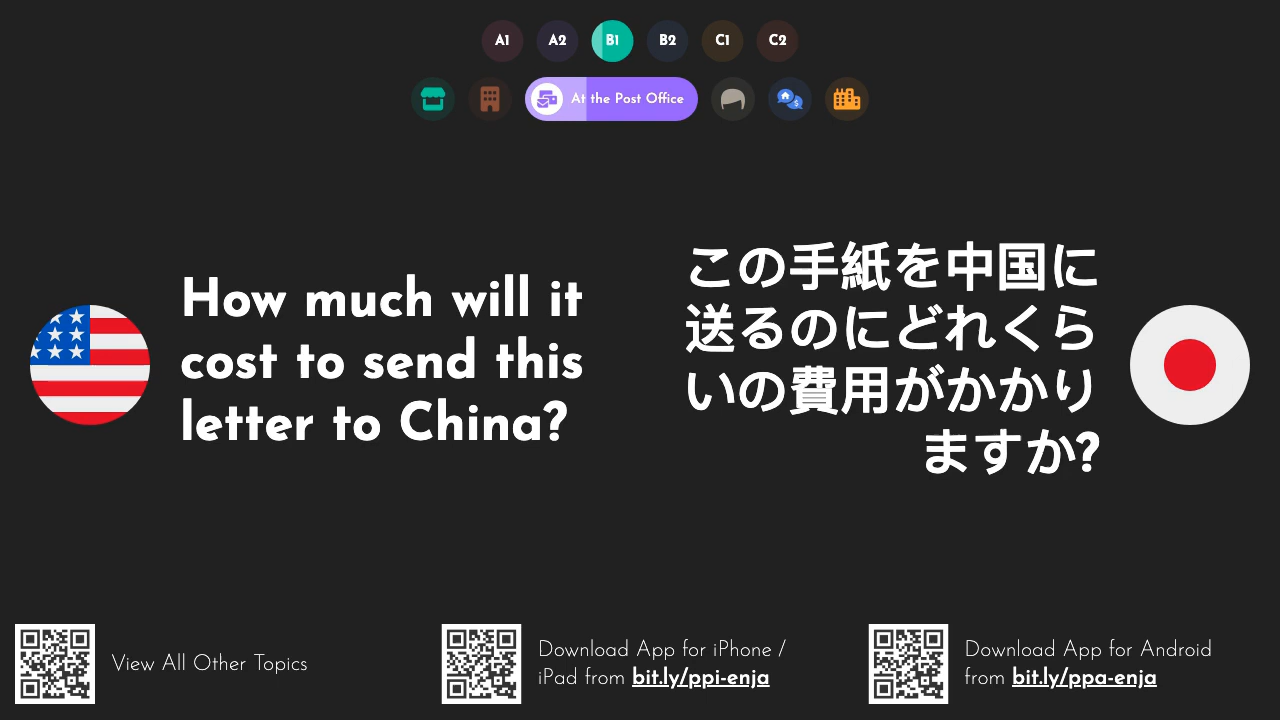 A1 A2 B1 B2 C1 C2
At the Post Office
How much will it
cost to send this
letter to China?
この手紙を中国に
送るのにどれくら
いの費用がかかり
ますか?
View All Other Topics
Download App for iPhone /
iPad from bit.ly/ppi-enja
Download App for Android
from bit.ly/ppa-enja